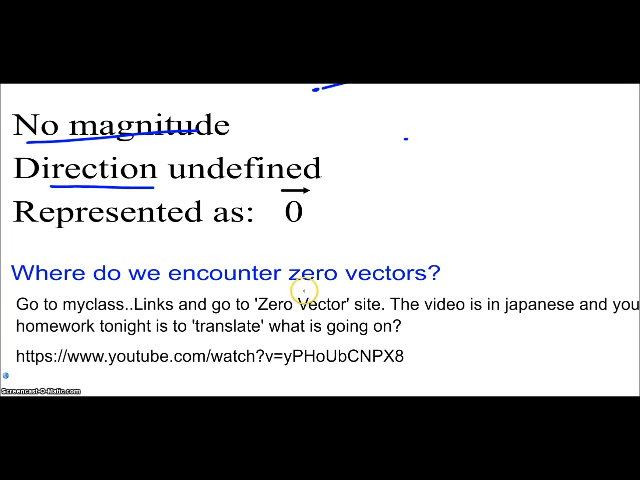 No magnitude
Direction undefined
Represented as: 0
Where do we encounter zero vectors?
Go to myclass..Links and go to 'Zero Vector' site. The video is in japanese and you
homework tonight is to 'translate' what is going on?
https://www.youtube.com/watch?v=yPHoUbCNPX8
Screencast-O-Matic.com